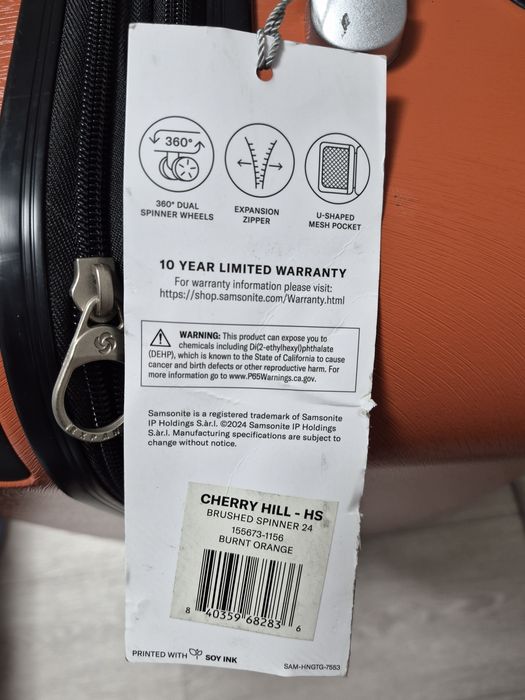 360°
360° DUAL
SPINNER WHEELS
EXPANSION
ZIPPER
U-SHAPED
MESH POCKET
10 YEAR LIMITED WARRANTY
For warranty information please visit:
https://shop.samsonite.com/Warranty.html
WARNING: This product can expose you to
chemicals including Di(2-ethylhexyl)phthalate
(DEHP), which is known to the State of California to cause
cancer and birth defects or other reproductive harm. For
more information go to www.P65Warnings.ca.gov.
Samsonite is a registered trademark of Samsonite
IP Holdings S.àr.l. ©2024 Samsonite IP Holdings
S.àr.l. Manufacturing specifications are subject to
change without notice.
CHERRY HILL - HS
BRUSHED SPINNER 24
155673-1156
BURNT ORANGE
8 40359 68283 6
PRINTED WITH SOY INK
SAM-HNGTG-7553